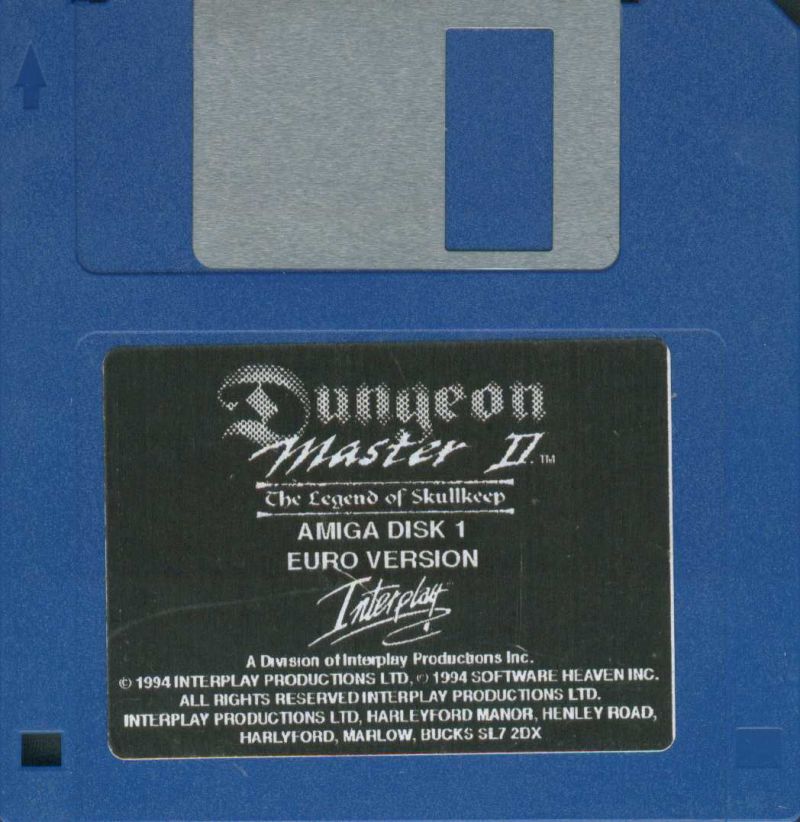 Dungeon
Master II.™
The Legend of Skullkeep
AMIGA DISK 1
EURO VERSION
Interplay
A Division of Interplay Productions Inc.
© 1994 INTERPLAY PRODUCTIONS LTD, © 1994 SOFTWARE HEAVEN INC.
ALL RIGHTS RESERVED INTERPLAY PRODUCTIONS LTD.
INTERPLAY PRODUCTIONS LTD, HARLEYFORD MANOR, HENLEY ROAD,
HARLYFORD, MARLOW, BUCKS SL7 2DX